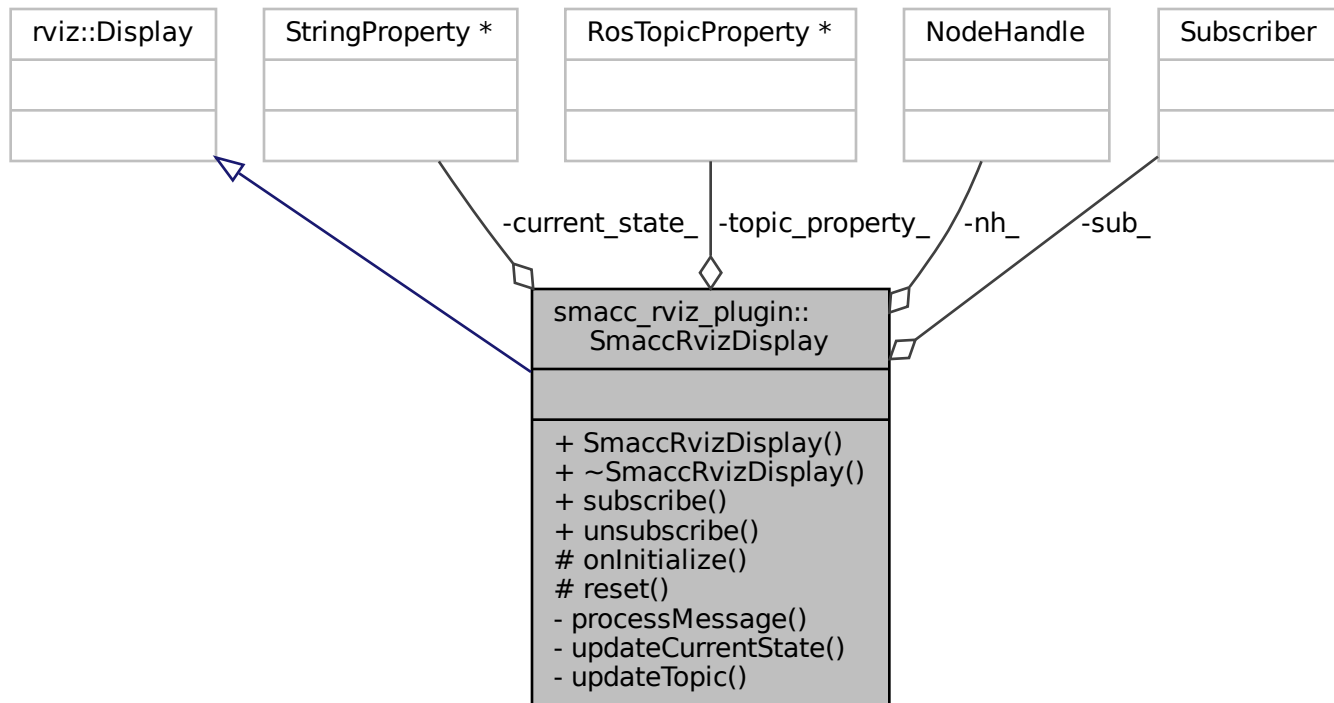 rviz::Display
StringProperty *
RosTopicProperty *
NodeHandle
Subscriber
-current_state_
-topic_property_
-nh_
-sub_
smacc_rviz_plugin::
SmaccRvizDisplay
+ SmaccRvizDisplay()
+ ~SmaccRvizDisplay()
+ subscribe()
+ unsubscribe()
# onInitialize()
# reset()
- processMessage()
- updateCurrentState()
- updateTopic()